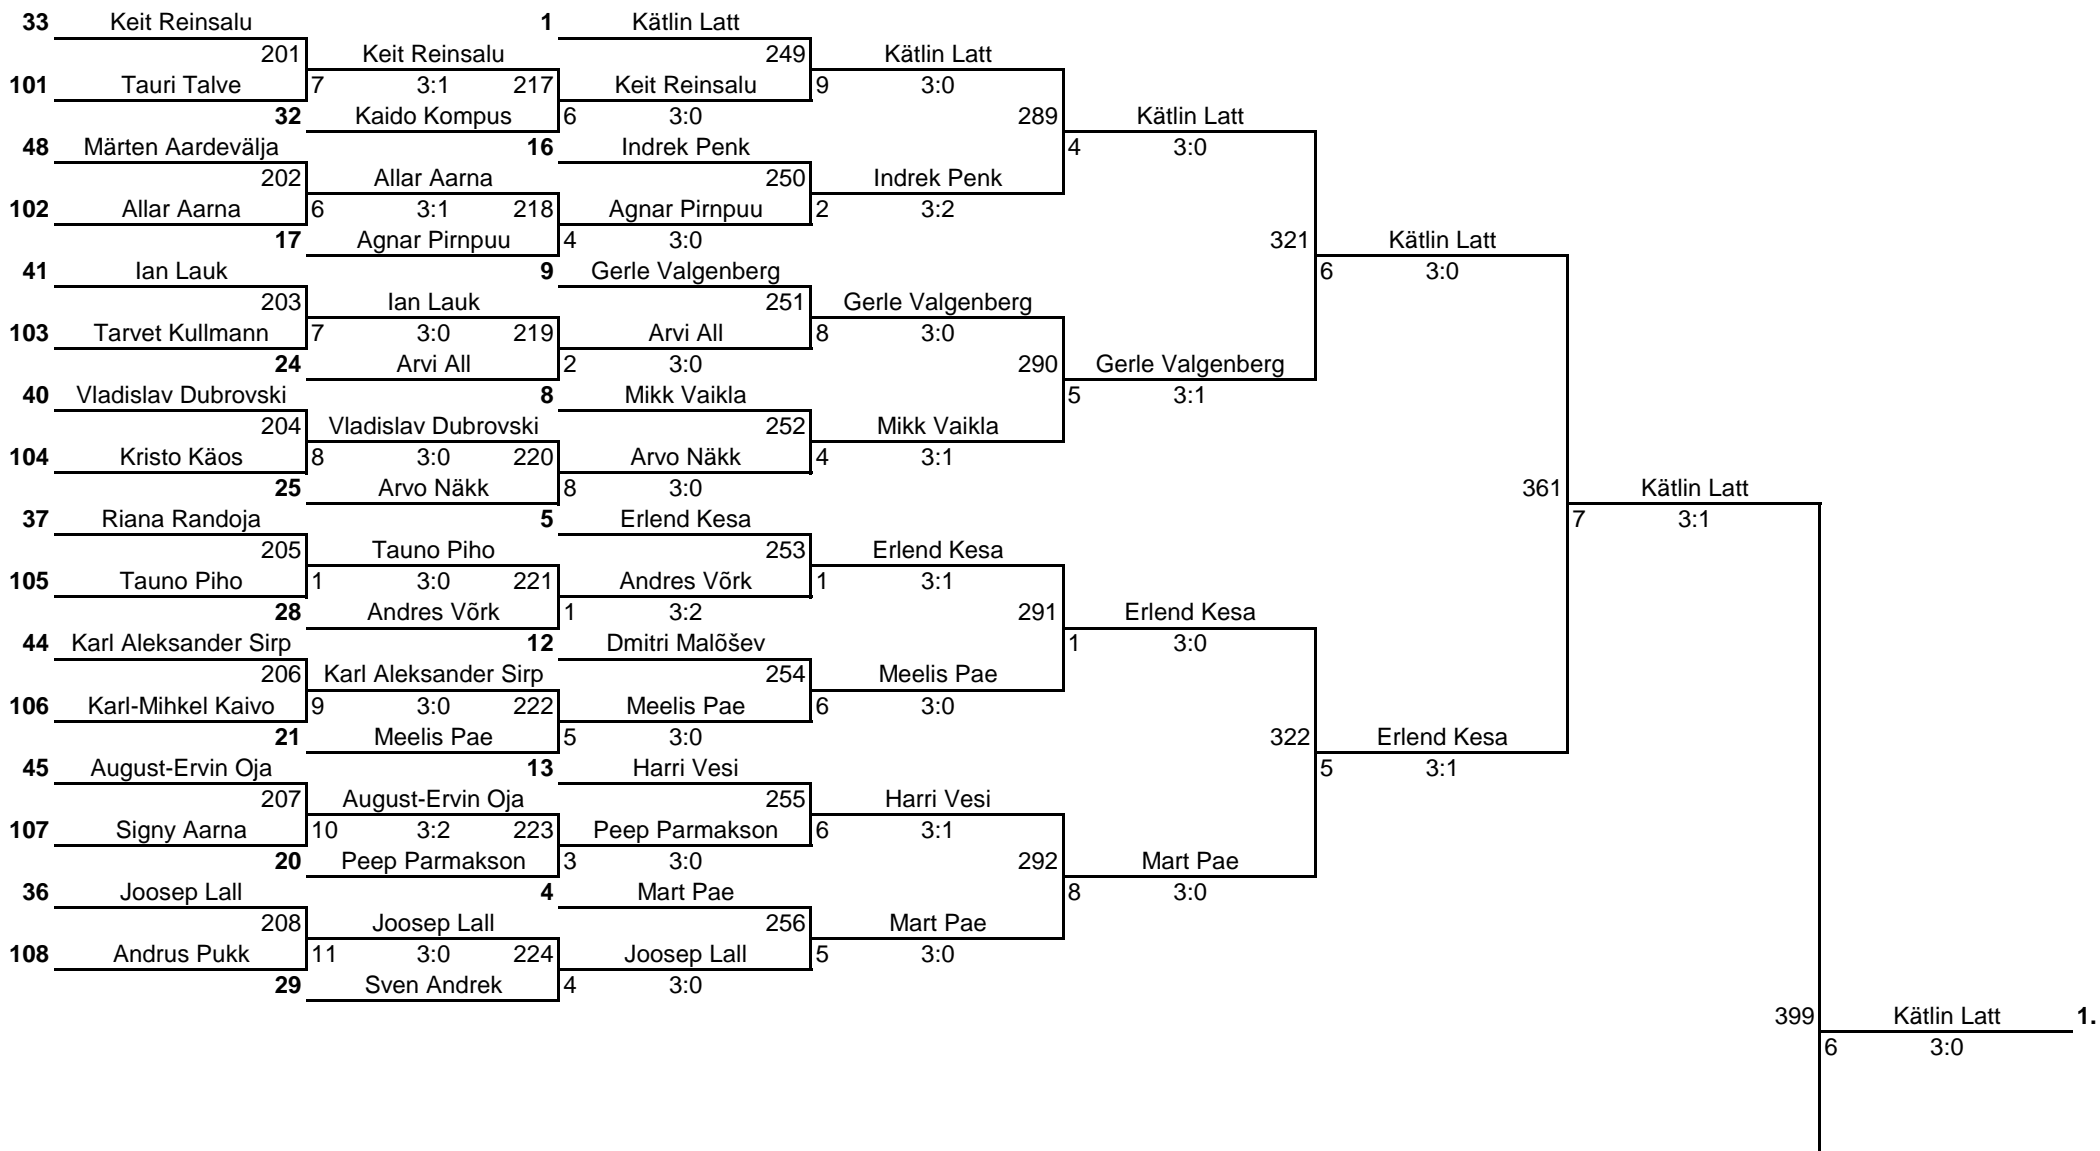 33 Keit Reinsalu 1 Kätlin Latt
201 Keit Reinsalu 249 Kätlin Latt
101 Tauri Talve 7 3:1 217 Keit Reinsalu 9 3:0
32 Kaido Kompus 6 3:0 289 Kätlin Latt
48 Märten Aardevälja 16 Indrek Penk 4 3:0
202 Allar Aarna 250 Indrek Penk
102 Allar Aarna 6 3:1 218 Agnar Pirnpuu 2 3:2
17 Agnar Pirnpuu 4 3:0 321 Kätlin Latt
41 Ian Lauk 9 Gerle Valgenberg 6 3:0
203 Ian Lauk 251 Gerle Valgenberg
103 Tarvet Kullmann 7 3:0 219 Arvi All 8 3:0
24 Arvi All 2 3:0 290 Gerle Valgenberg
40 Vladislav Dubrovski 8 Mikk Vaikla 5 3:1
204 Vladislav Dubrovski 252 Mikk Vaikla
104 Kristo Käos 8 3:0 220 Arvo Näkk 4 3:1
25 Arvo Näkk 8 3:0 361 Kätlin Latt
37 Riana Randoja 5 Erlend Kesa 7 3:1
205 Tauno Piho 253 Erlend Kesa
105 Tauno Piho 1 3:0 221 Andres Võrk 1 3:1
28 Andres Võrk 1 3:2 291 Erlend Kesa
44 Karl Aleksander Sirp 12 Dmitri Malõšev 1 3:0
206 Karl Aleksander Sirp 254 Meelis Pae
106 Karl-Mihkel Kaivo 9 3:0 222 Meelis Pae 6 3:0
21 Meelis Pae 5 3:0 322 Erlend Kesa
45 August-Ervin Oja 13 Harri Vesi 5 3:1
207 August-Ervin Oja 255 Harri Vesi
107 Signy Aarna 10 3:2 223 Peep Parmakson 6 3:1
20 Peep Parmakson 3 3:0 292 Mart Pae
36 Joosep Lall 4 Mart Pae 8 3:0
208 Joosep Lall 256 Mart Pae
108 Andrus Pukk 11 3:0 224 Joosep Lall 5 3:0
29 Sven Andrek 4 3:0
399 Kätlin Latt 1.
6 3:0